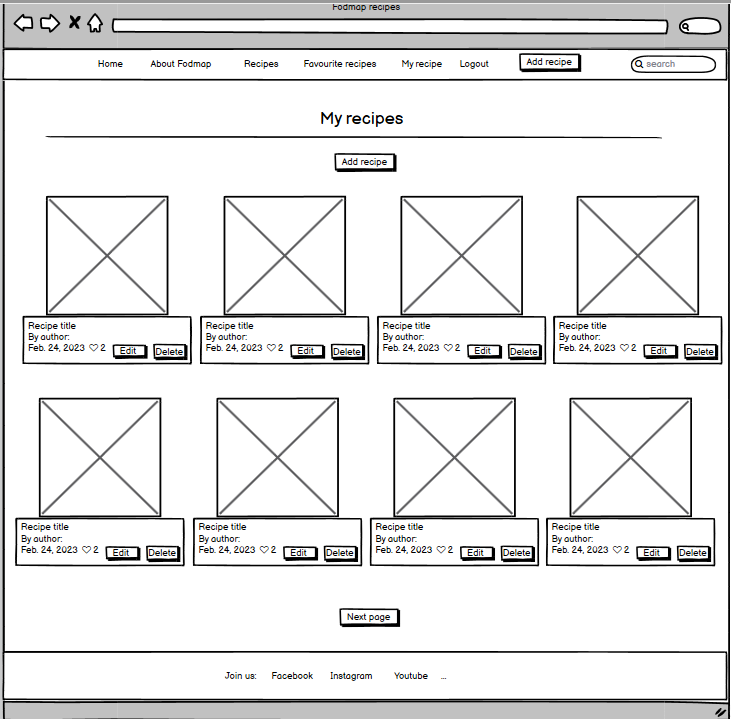 Fodmap recipes
Home About Fodmap Recipes Favourite recipes My recipe Logout Add recipe search
My recipes
Add recipe
Recipe title Recipe title Recipe title Recipe title
By author: By author: By author: By author:
Feb. 24, 2023 ♡ 2 Edit Delete Feb. 24, 2023 ♡ 2 Edit Delete Feb. 24, 2023 ♡ 2 Edit Delete Feb. 24, 2023 ♡ 2 Edit Delete
Recipe title Recipe title Recipe title Recipe title
By author: By author: By author: By author:
Feb. 24, 2023 ♡ 2 Edit Delete Feb. 24, 2023 ♡ 2 Edit Delete Feb. 24, 2023 ♡ 2 Edit Delete Feb. 24, 2023 ♡ 2 Edit Delete
Next page
Join us: Facebook Instagram Youtube ...